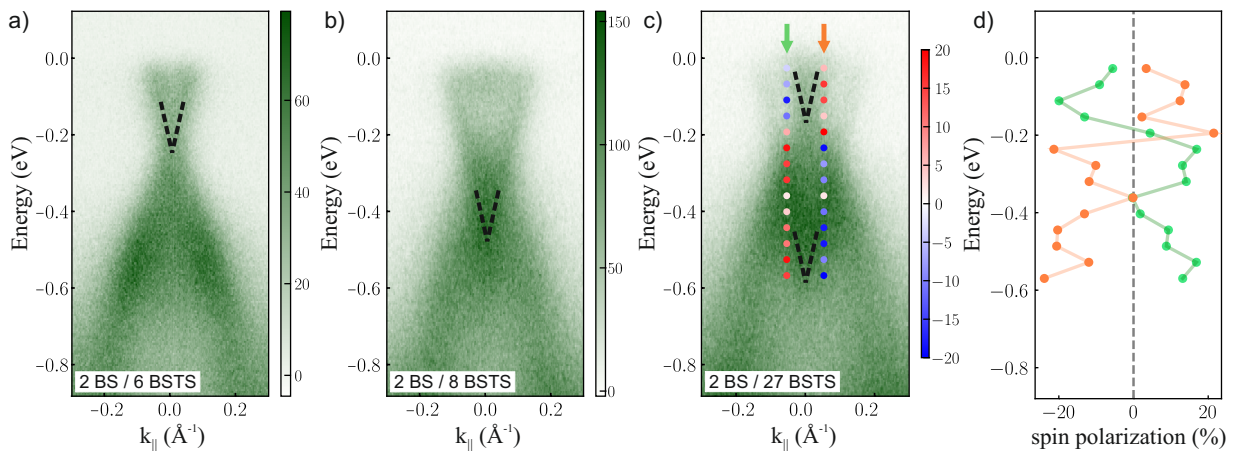 a)
Energy (eV)
0.0
−0.2
−0.4
−0.6
−0.8
2 BS / 6 BSTS
−0.2 0.0 0.2
k|| (Å-1)
60
40
20
0
b)
Energy (eV)
0.0
−0.2
−0.4
−0.6
−0.8
2 BS / 8 BSTS
−0.2 0.0 0.2
k|| (Å-1)
150
100
50
0
c)
Energy (eV)
0.0
−0.2
−0.4
−0.6
−0.8
2 BS / 27 BSTS
−0.2 0.0 0.2
k|| (Å-1)
20
15
10
5
0
−5
−10
−15
−20
d)
Energy (eV)
0.0
−0.2
−0.4
−0.6
−0.8
−20 0 20
spin polarization (%)